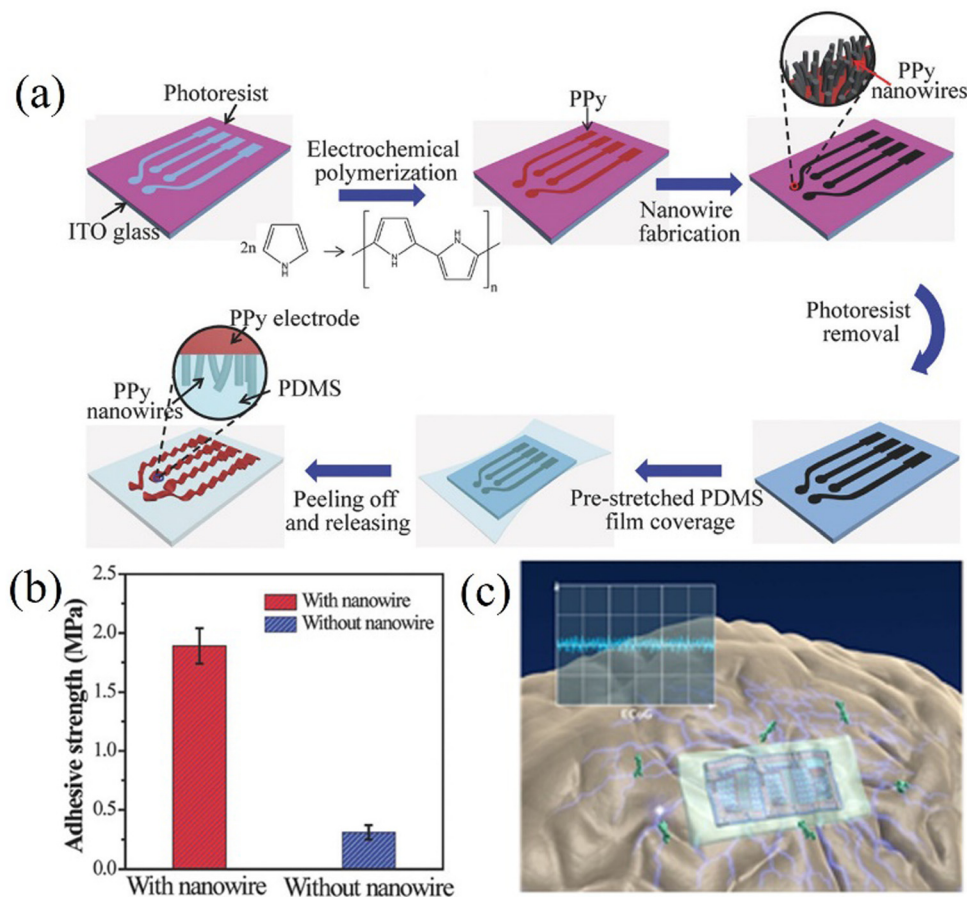 (a)
Photoresist
ITO glass
Electrochemical
polymerization
2n
N
H
H
N
N
H
n
PPy
Nanowire
fabrication
PPy
nanowires
Photoresist
removal
Pre-stretched PDMS
film coverage
Peeling off
and releasing
PPy electrode
PPy
nanowires
PDMS
(b)
Adhesive strength (MPa)
2.5
2.0
1.5
1.0
0.5
0.0
With nanowire
Without nanowire
With nanowire
Without nanowire
(c)
ECoG